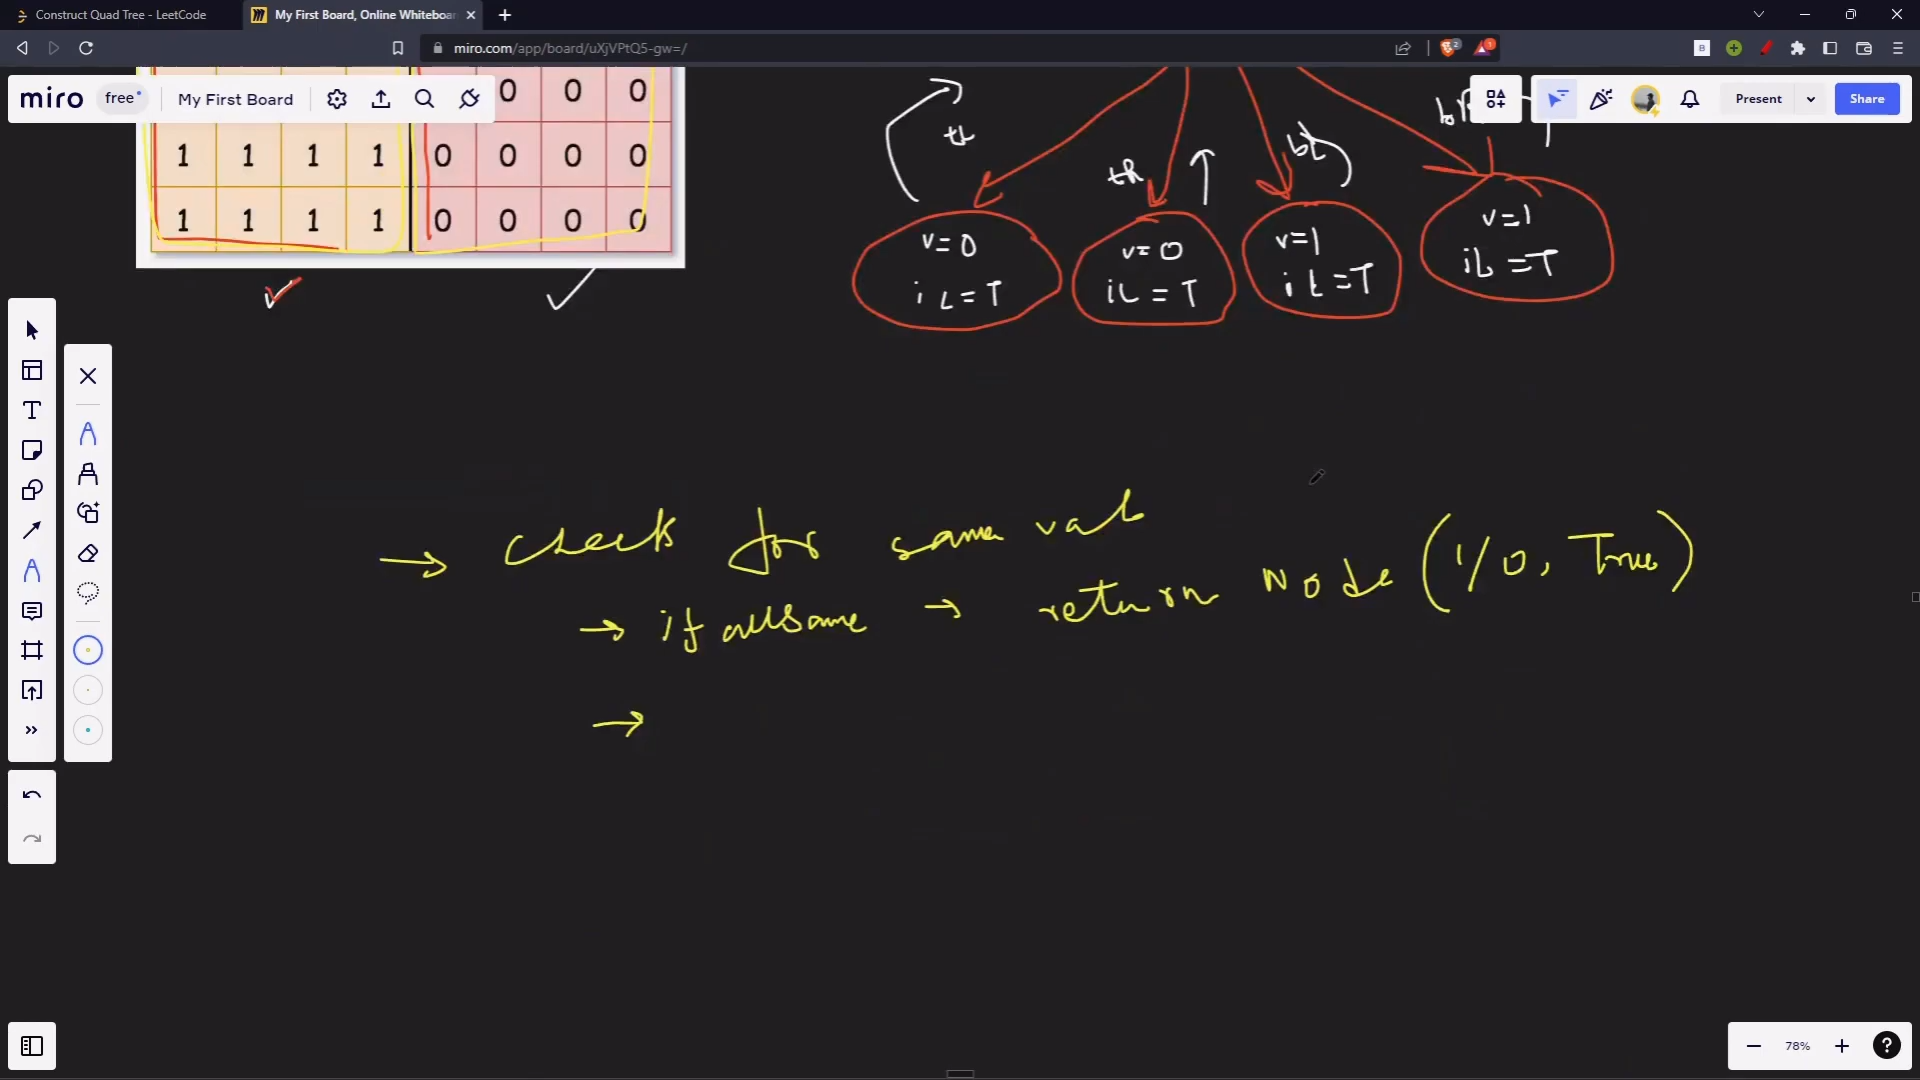 Construct Quad Tree - LeetCode
My First Board, Online Whiteboa
miro.com/app/board/uXjVPtQ5-gw=/
miro free My First Board
Present
Share
0 0 0
1 1 1 1 0 0 0 0
1 1 1 1 0 0 0 0
tL
tR
bL
v=0
iL=T
v=0
iL=T
v=1
iL=T
v=1
iL=T
→ check for same val
→ if allsame → return Node (1/0, True)
→
78%